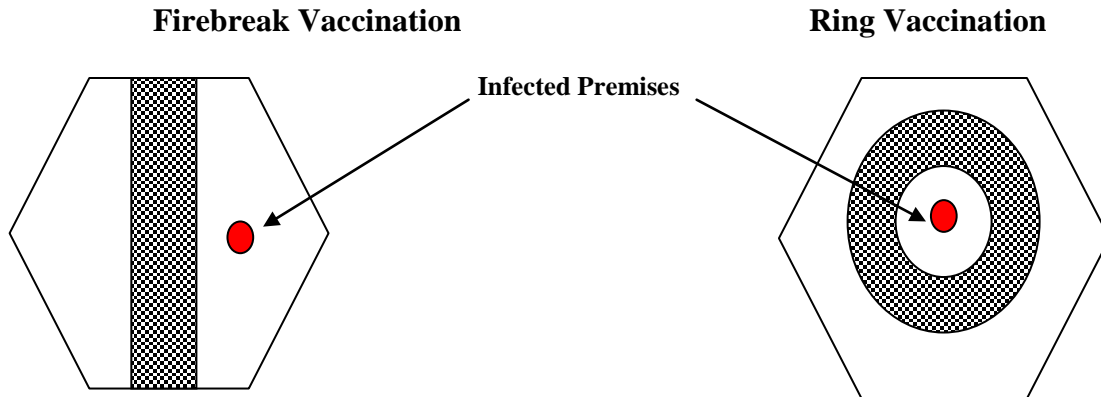 Firebreak Vaccination
Ring Vaccination
Infected Premises